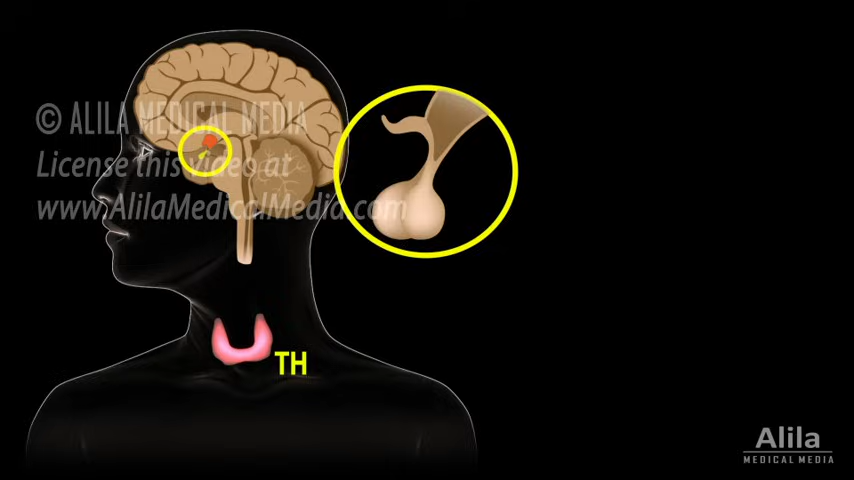 © ALILA MEDICAL MEDIA
License this video at
www.AlilaMedicalMedia.com
TH
Alila
MEDICAL MEDIA